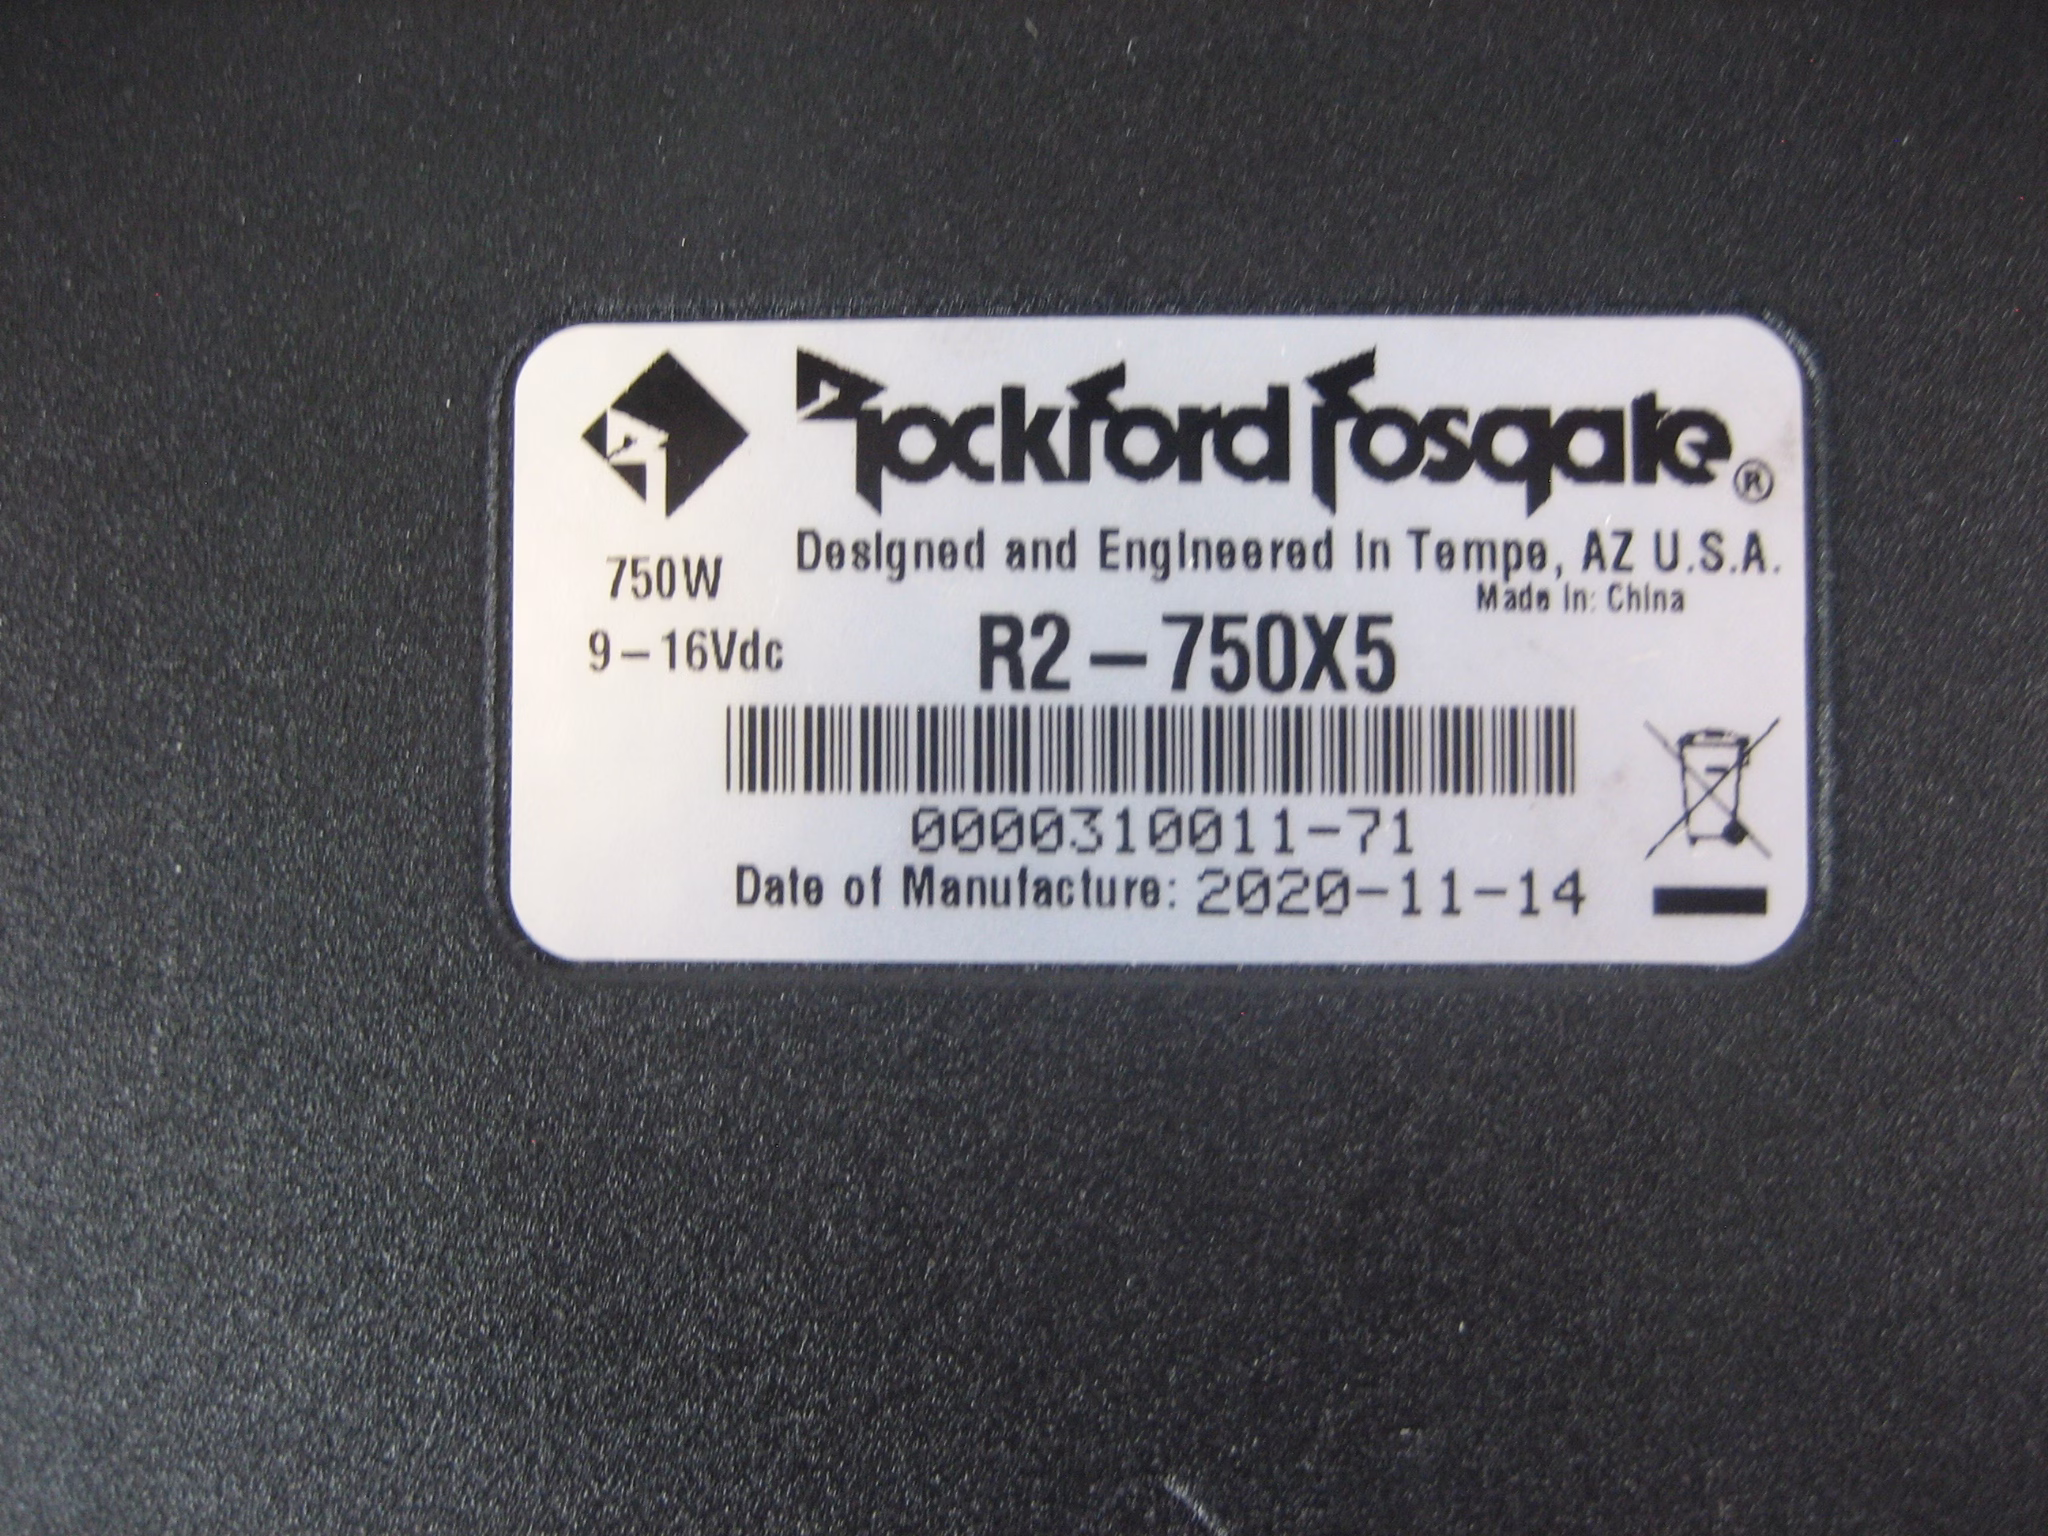 Rockford Fosgate®
Designed and Engineered in Tempe, AZ U.S.A.
Made in: China
750W
9-16Vdc
R2-750X5
0000310011-71
Date of Manufacture: 2020-11-14